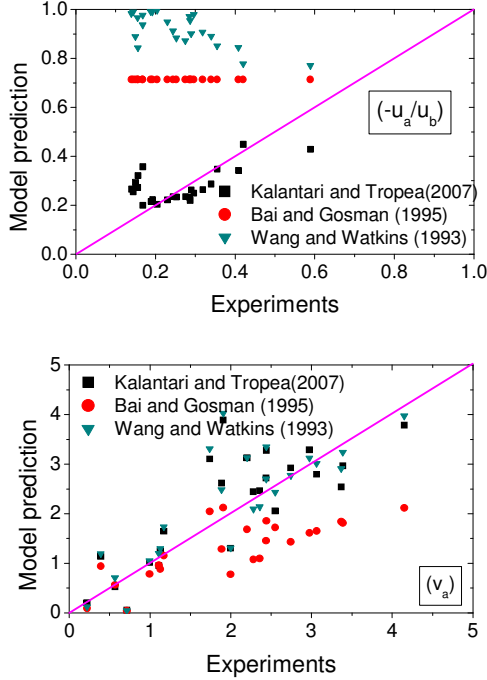 1.0
0.8
0.6
0.4
0.2
0.0
Model prediction
(-uₐ/u_b)
Kalantari and Tropea(2007)
Bai and Gosman (1995)
Wang and Watkins (1993)
0.0 0.2 0.4 0.6 0.8 1.0
Experiments
5
4
3
2
1
0
Model prediction
Kalantari and Tropea(2007)
Bai and Gosman (1995)
Wang and Watkins (1993)
(vₐ)
0 1 2 3 4 5
Experiments